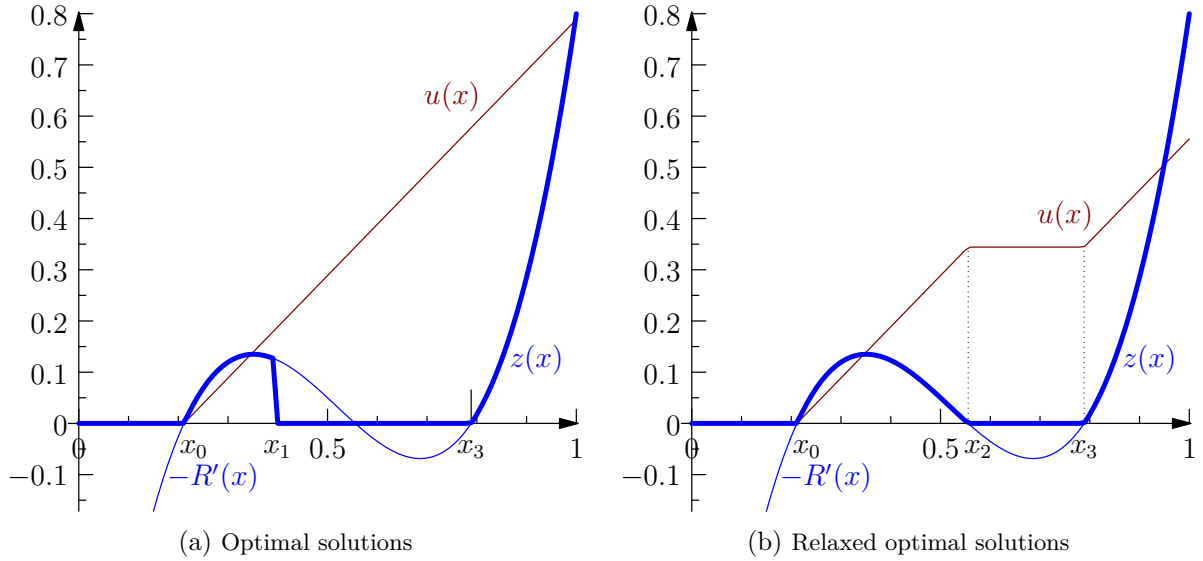 0.8
0.7
0.6
0.5
0.4
0.3
0.2
0.1
0
−0.1
0
x₀
x₁
0.5
x₃
1
u(x)
z(x)
−R′(x)
(a) Optimal solutions
0.8
0.7
0.6
0.5
0.4
0.3
0.2
0.1
0
−0.1
0
x₀
0.5
x₂
x₃
1
u(x)
z(x)
−R′(x)
(b) Relaxed optimal solutions